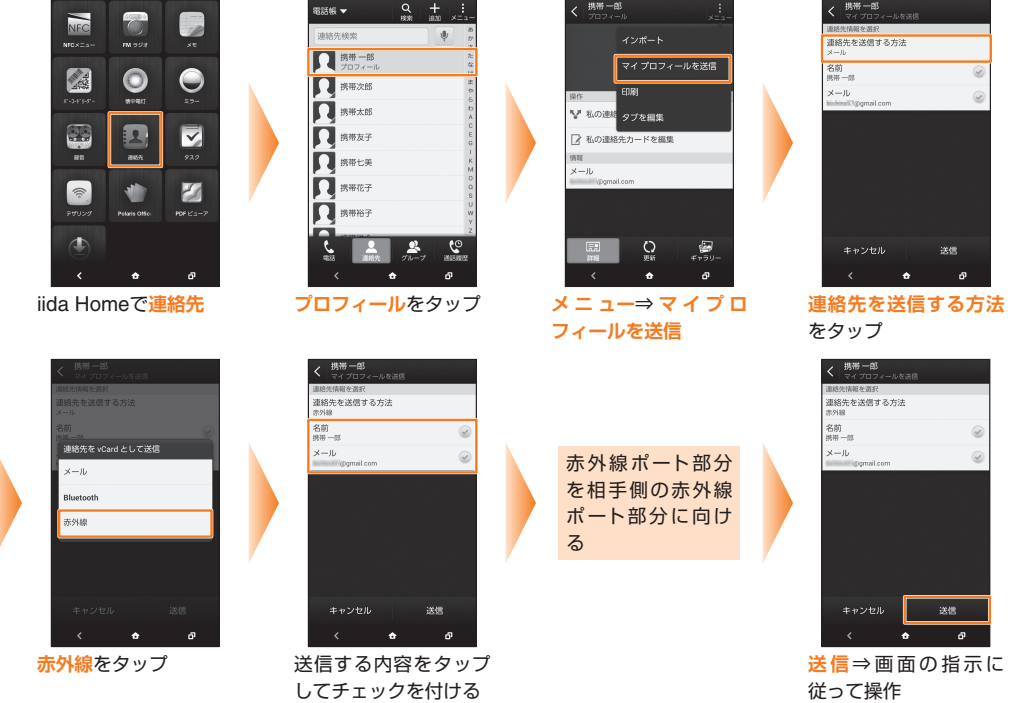 NFCメニュー
FM ラジオ
メモ
バーコードリーダー
懐中電灯
ミラー
録音
連絡先
タスク
テザリング
Polaris Office
PDF ビューア
iida Homeで連絡先
電話帳
検索
追加
メニュー
連絡先検索
携帯 一郎
プロフィール
携帯次郎
携帯太郎
携帯友子
携帯七美
携帯花子
携帯裕子
あ
か
さ
た
な
は
ま
や
ら
わ
A
C
E
G
I
K
M
O
Q
S
U
W
Y
Z
電話
連絡先
グループ
通話履歴
プロフィールをタップ
携帯 一郎
プロフィール
メニュー
インポート
マイ プロフィールを送信
印刷
タブを編集
操作
私の連絡
私の連絡先カードを編集
情報
メール
@gmail.com
詳細
更新
ギャラリー
メニュー⇒マイプロ
フィールを送信
携帯 一郎
マイ プロフィールを送信
連絡先情報を選択
連絡先を送信する方法
メール
名前
携帯 一郎
メール
@gmail.com
キャンセル
送信
連絡先を送信する方法
をタップ
携帯 一郎
マイ プロフィールを送信
連絡先情報を選択
連絡先を送信する方法
メール
名前
携帯 一郎
連絡先を vCard として送信
メール
Bluetooth
赤外線
キャンセル
送信
赤外線をタップ
携帯 一郎
マイ プロフィールを送信
連絡先情報を選択
連絡先を送信する方法
赤外線
名前
携帯 一郎
メール
@gmail.com
キャンセル
送信
送信する内容をタップ
してチェックを付ける
赤外線ポート部分
を相手側の赤外線
ポート部分に向け
る
携帯 一郎
マイ プロフィールを送信
連絡先情報を選択
連絡先を送信する方法
赤外線
名前
携帯 一郎
メール
@gmail.com
キャンセル
送信
送信⇒画面の指示に
従って操作